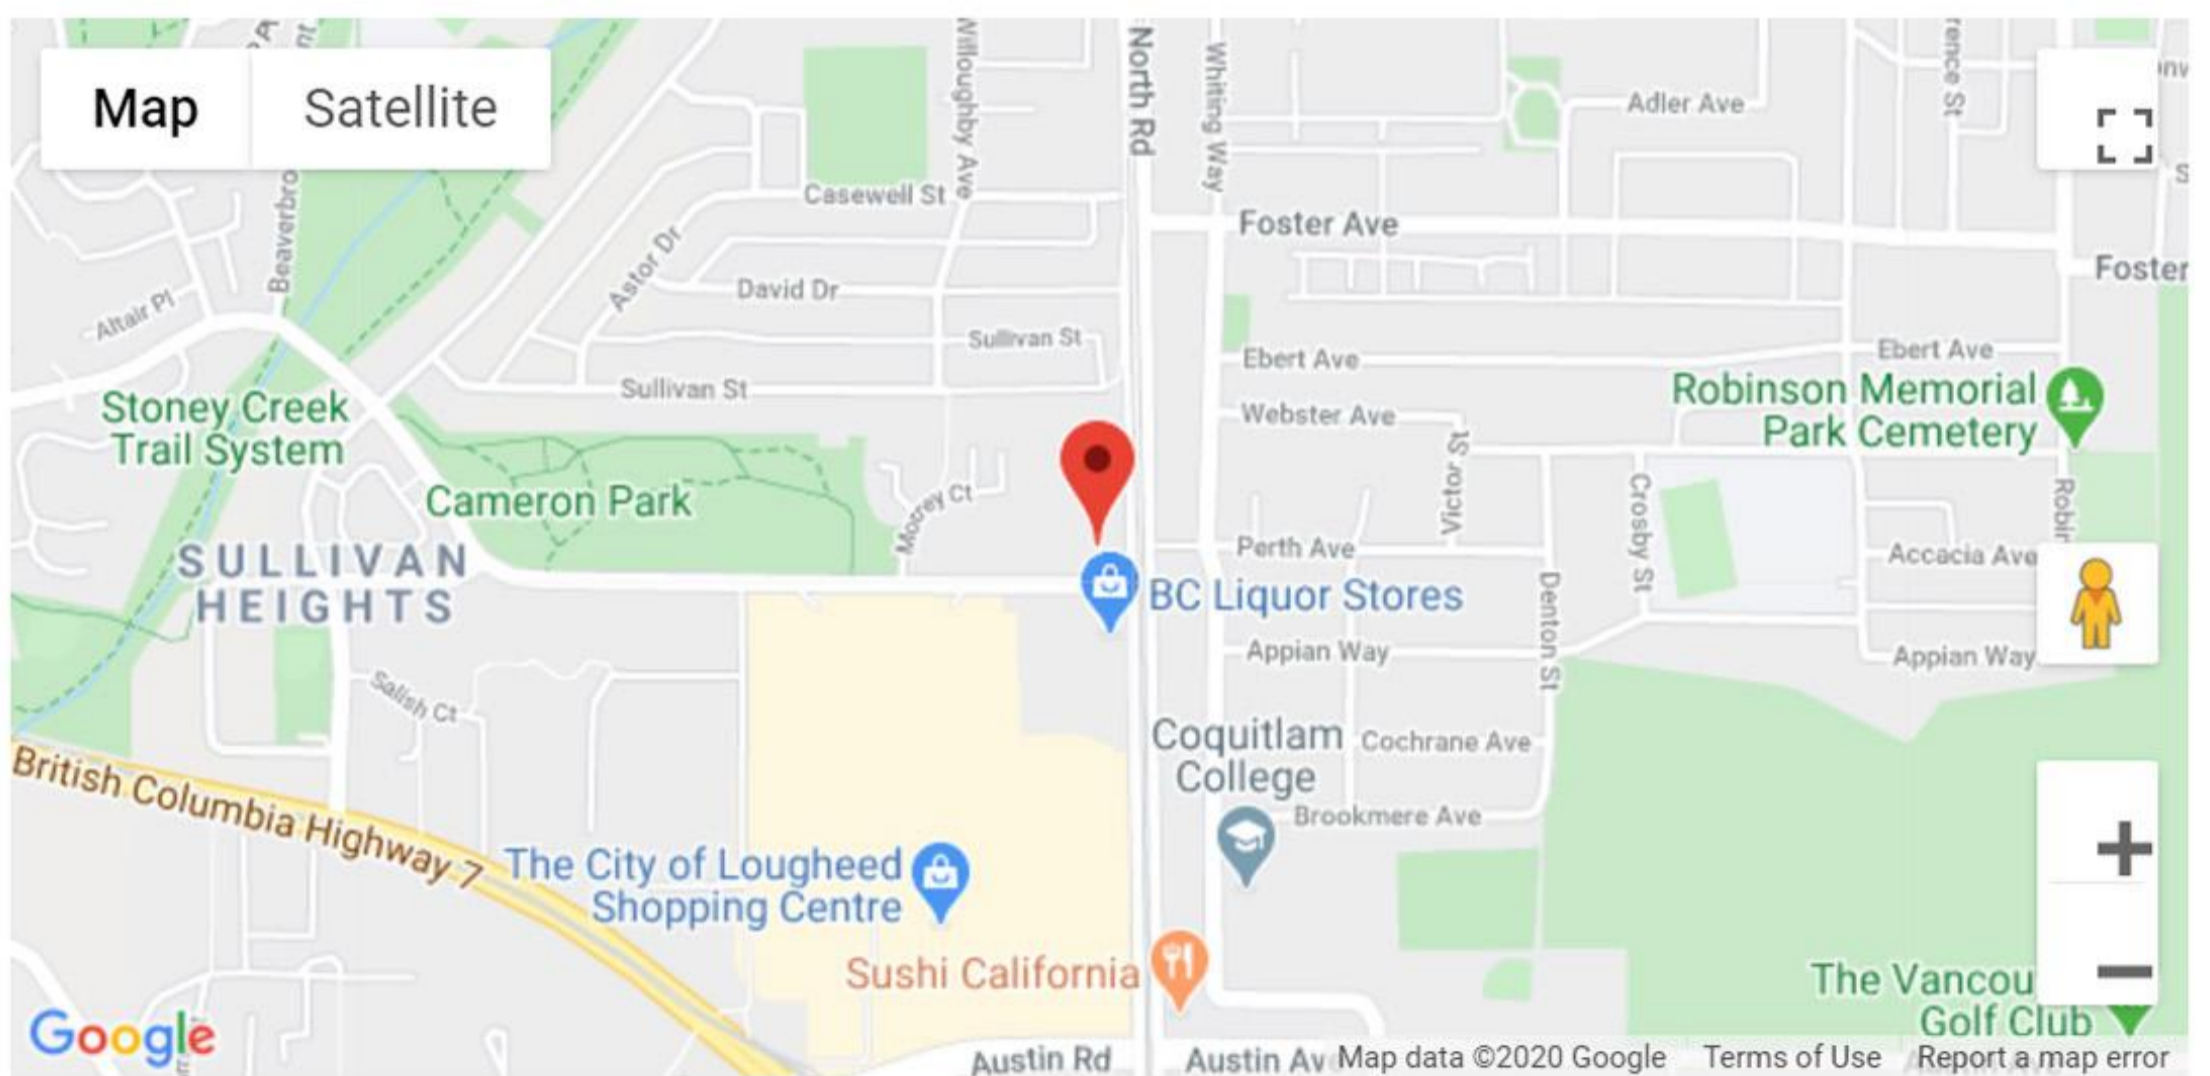 Map
Satellite
Willoughby Ave
North Rd
Whiting Way
Adler Ave
Casewell St
Foster Ave
Foster
Astor Dr
David Dr
Altair Pl
Sullivan St
Sullivan St
Ebert Ave
Ebert Ave
Stoney Creek
Trail System
Webster Ave
Robinson Memorial
Park Cemetery
Victor St
Cameron Park
Motrey Ct
Crosby St
SULLIVAN
HEIGHTS
Perth Ave
Accacia Ave
BC Liquor Stores
Denton St
Appian Way
Appian Way
Salish Ct
Coquitlam
College
Cochrane Ave
British Columbia Highway 7
Brookmere Ave
The City of Lougheed
Shopping Centre
Sushi California
The Vancou
Golf Club
Google
Austin Rd
Austin Av
Map data ©2020 Google
Terms of Use
Report a map error